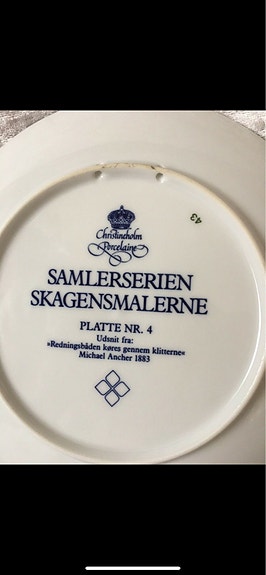 43
Christineholm
Porcelaine
SAMLERSERIEN
SKAGENSMALERNE
PLATTE NR. 4
Udsnit fra:
»Redningsbåden køres gennem klitterne«
Michael Ancher 1883